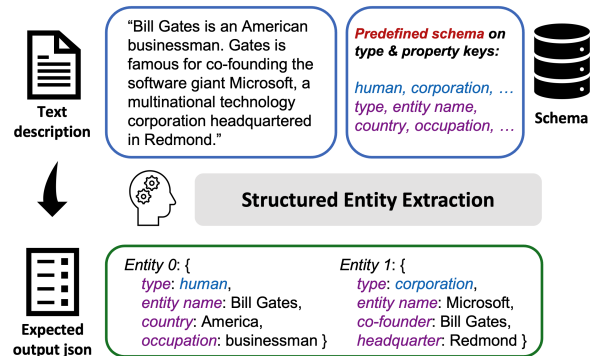 “Bill Gates is an American
businessman. Gates is
famous for co-founding the
software giant Microsoft, a
multinational technology
corporation headquartered
in Redmond.”
Text
description
Predefined schema on
type & property keys:
human, corporation, …
type, entity name,
country, occupation, …
Schema
Structured Entity Extraction
Expected
output json
Entity 0: {
type: human,
entity name: Bill Gates,
country: America,
occupation: businessman }
Entity 1: {
type: corporation,
entity name: Microsoft,
co-founder: Bill Gates,
headquarter: Redmond }